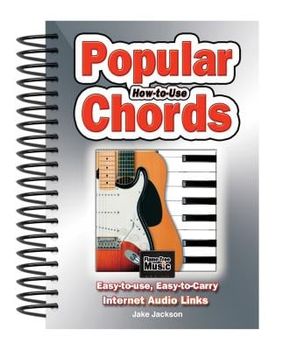 Popular
How-to-Use
Chords
Flame Tree
Music
Easy-to-use, Easy-to-Carry
Internet Audio Links
Jake Jackson